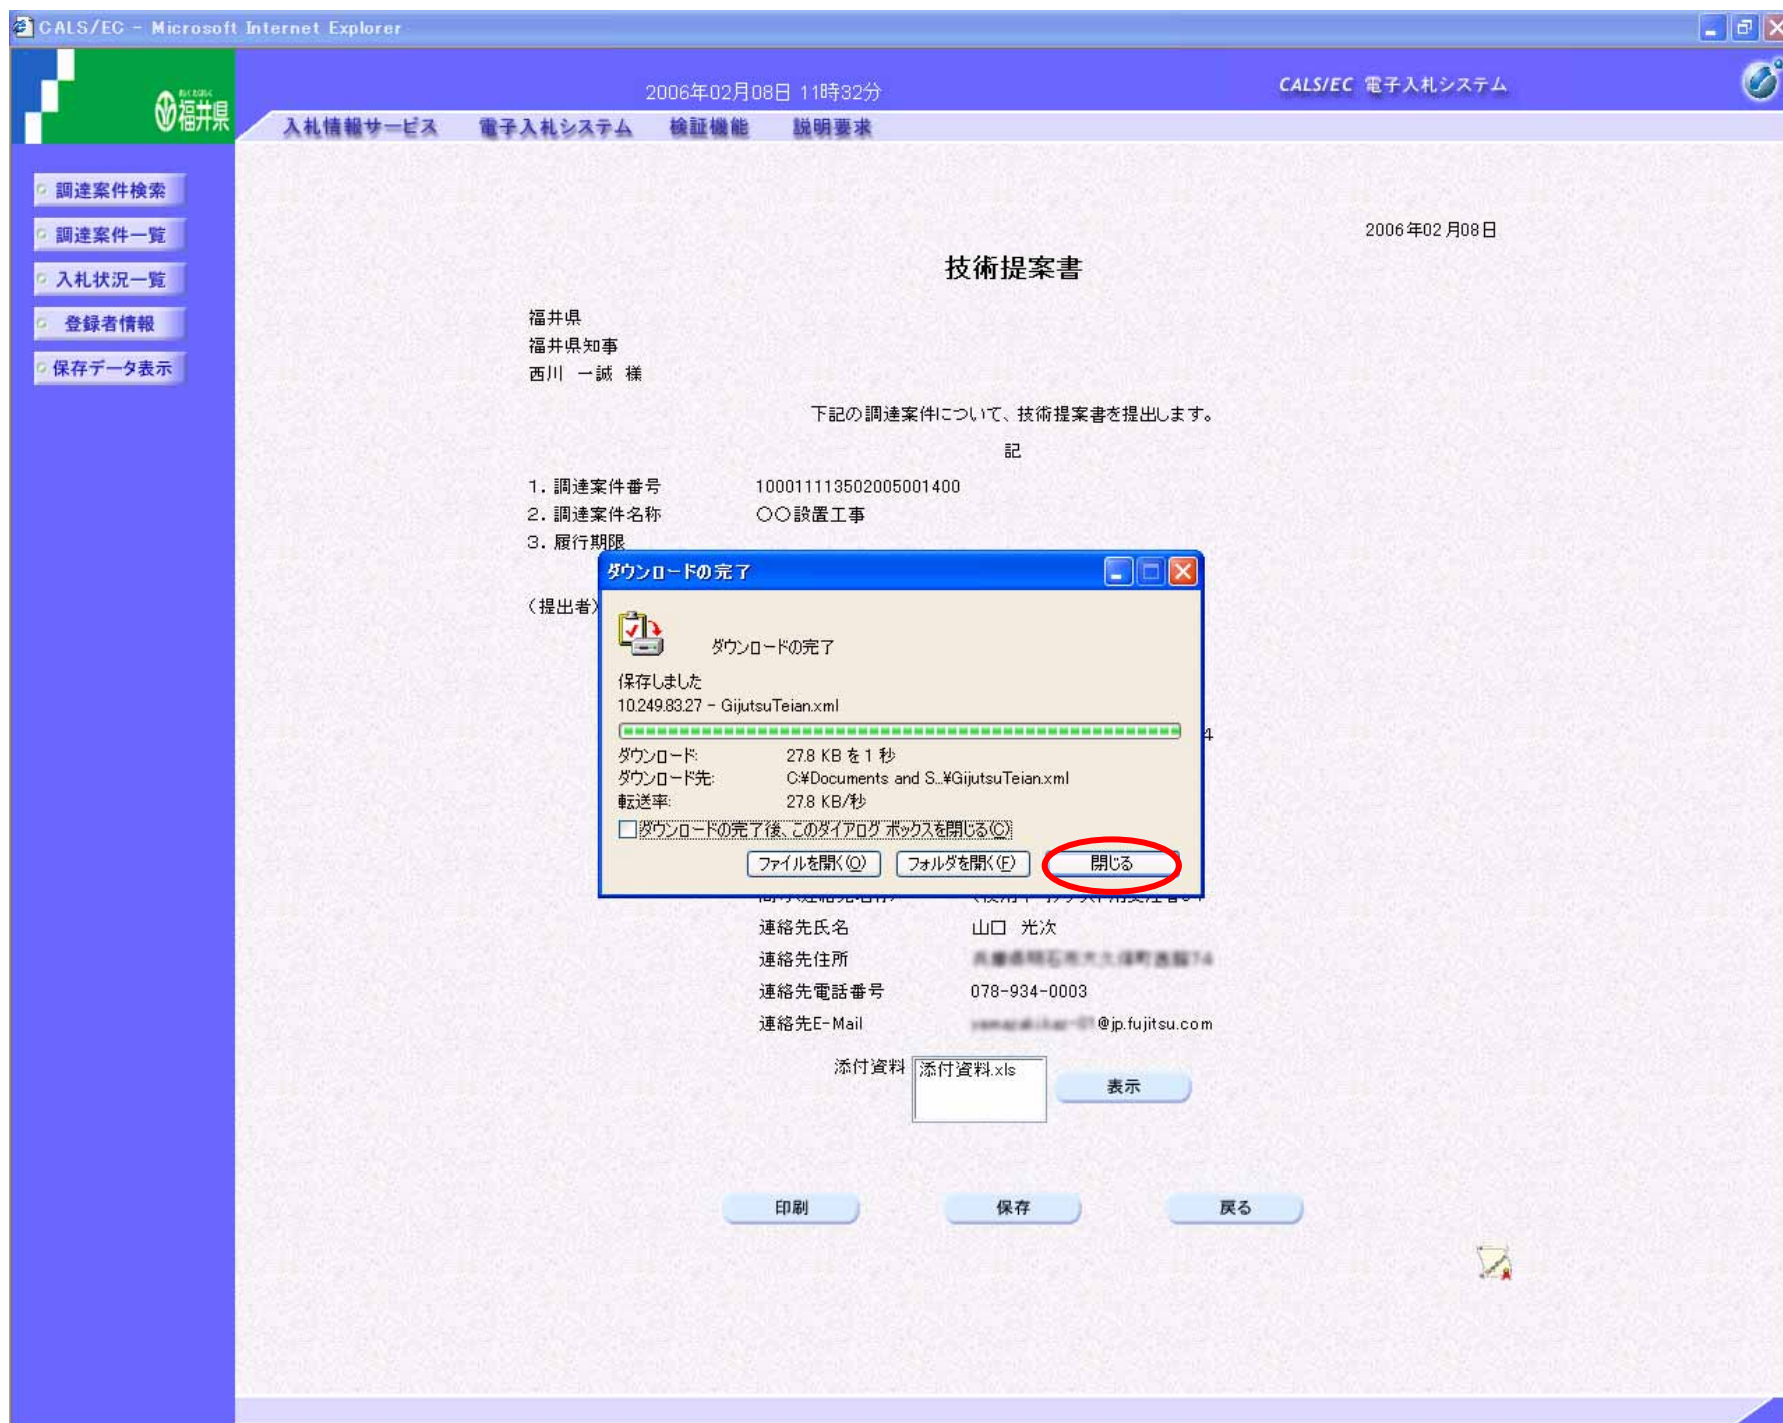 CALS/EC - Microsoft Internet Explorer
福井県
2006年02月08日 11時32分
CALS/EC 電子入札システム
入札情報サービス 電子入札システム 検証機能 説明要求
調達案件検索
調達案件一覧
入札状況一覧
登録者情報
保存データ表示
2006年02月08日
技術提案書
福井県
福井県知事
西川 一誠 様
下記の調達案件について、技術提案書を提出します。
記
1．調達案件番号 100011113502005001400
2．調達案件名称 〇〇設置工事
3．履行期限
(提出者)
ダウンロードの完了
ダウンロードの完了
保存しました
10.249.83.27 - GijutsuTeian.xml
4
ダウンロード: 27.8 KB を 1 秒
ダウンロード先: C:¥Documents and S...¥GijutsuTeian.xml
転送率: 27.8 KB/秒
ダウンロードの完了後、このダイアログ ボックスを閉じる(C)
ファイルを開く(O) フォルダを開く(F) 閉じる
連絡先氏名 山口 光次
連絡先住所
連絡先電話番号 078-934-0003
連絡先E-Mail @jp.fujitsu.com
添付資料 添付資料.xls 表示
印刷 保存 戻る